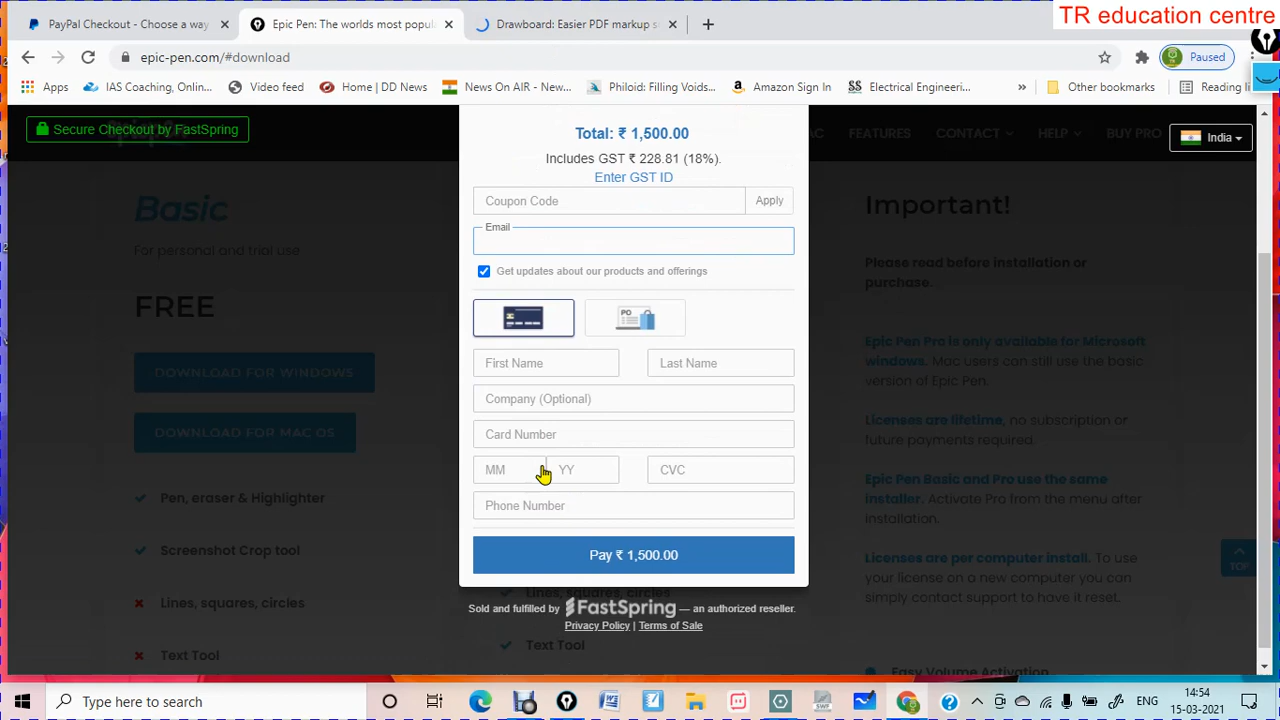 TR education centre
PayPal Checkout - Choose a way
Epic Pen: The worlds most popul
Drawboard: Easier PDF markup s
epic-pen.com/#download
Paused
Apps
IAS Coaching, Onlin
Video feed
Home | DD News
News On AIR - New...
Philoid: Filling Voids...
Amazon Sign In
Electrical Engineeri...
»
Other bookmarks
Reading li
Secure Checkout by FastSpring
FEATURES
CONTACT
HELP
BUY PRO
India
Total: ₹ 1,500.00
Includes GST ₹ 228.81 (18%).
Enter GST ID
Coupon Code
Apply
Email
Get updates about our products and offerings
PO
First Name
Last Name
Company (Optional)
Card Number
MM
YY
CVC
Phone Number
Pay ₹ 1,500.00
Sold and fulfilled by FastSpring — an authorized reseller.
Privacy Policy | Terms of Sale
Basic
For personal and trial use
FREE
DOWNLOAD FOR WINDOWS
DOWNLOAD FOR MAC OS
Pen, eraser & Highlighter
Screenshot Crop tool
Lines, squares, circles
Text Tool
Lines, squares, circles
Text Tool
Important!
Please read before installation or
purchase.
Epic Pen Pro is only available for Microsoft
windows. Mac Users can still use the basic
version of Epic Pen.
Licenses are lifetime, no subscription or
future payments required.
Epic Pen Basic and Pro use the same
installer. Activate Pro from the menu after
installation.
Licenses are per computer install. To use
your license on a new computer you can
simply contact support to have it reset.
Easy Volume Activation
TOP
Type here to search
ENG
14:54
15-03-2021